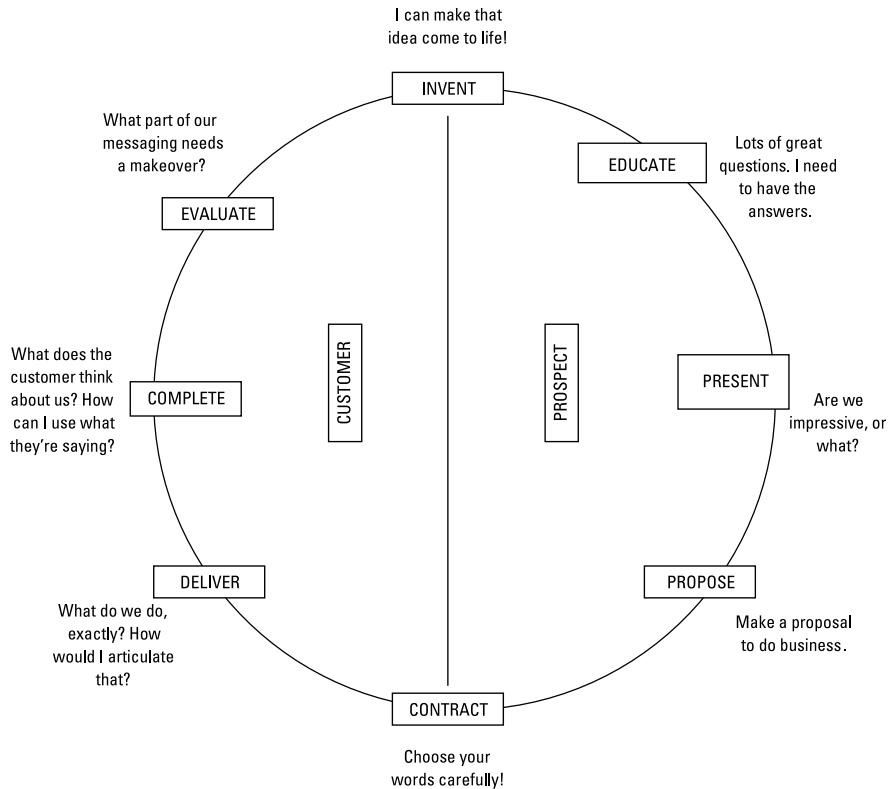 I can make that
idea come to life!
INVENT
What part of our
messaging needs
a makeover?
EVALUATE
EDUCATE
Lots of great
questions. I need
to have the
answers.
CUSTOMER
PROSPECT
What does the
customer think
about us? How
can I use what
they're saying?
COMPLETE
PRESENT
Are we
impressive, or
what?
DELIVER
What do we do,
exactly? How
would I articulate
that?
PROPOSE
Make a proposal
to do business.
CONTRACT
Choose your
words carefully!